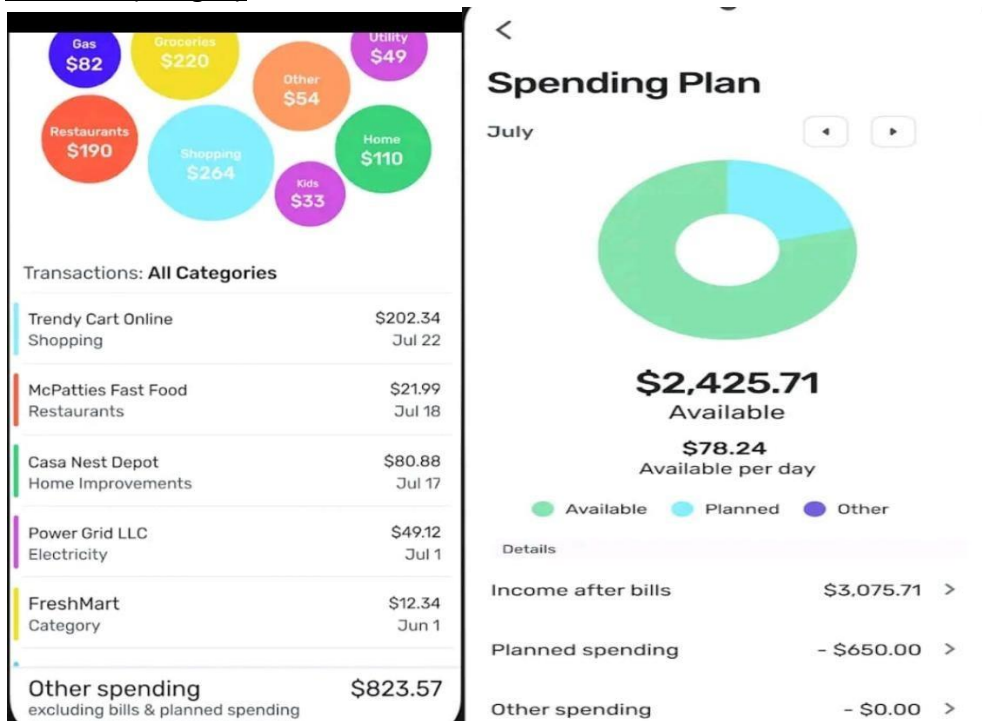 Gas
$82
Groceries
$220
Utility
$49
Other
$54
Restaurants
$190
Shopping
$264
Home
$110
Kids
$33
Transactions: All Categories
Trendy Cart Online $202.34
Shopping Jul 22
McPatties Fast Food $21.99
Restaurants Jul 18
Casa Nest Depot $80.88
Home Improvements Jul 17
Power Grid LLC $49.12
Electricity Jul 1
FreshMart $12.34
Category Jun 1
Other spending $823.57
excluding bills & planned spending
Spending Plan
July
$2,425.71
Available
$78.24
Available per day
Available Planned Other
Details
Income after bills $3,075.71
Planned spending - $650.00
Other spending - $0.00